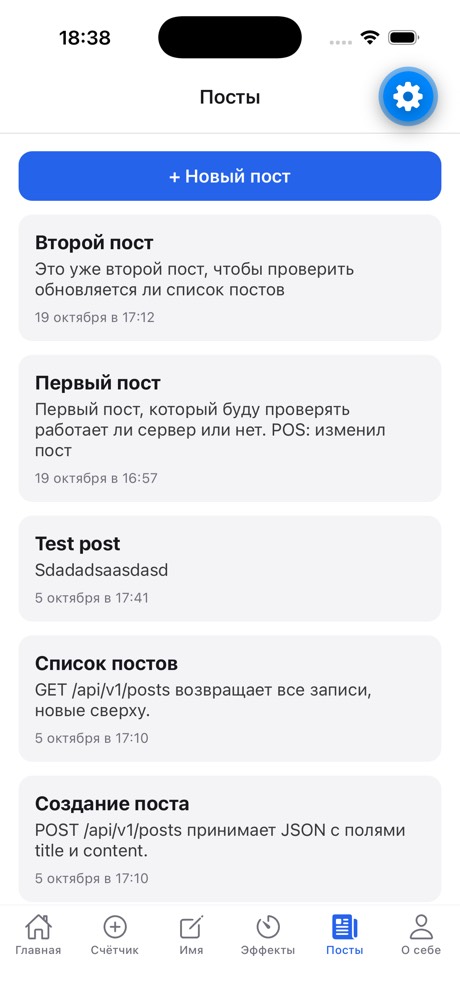 18:38
Посты
+ Новый пост
Второй пост
Это уже второй пост, чтобы проверить
обновляется ли список постов
19 октября в 17:12
Первый пост
Первый пост, который буду проверять
работает ли сервер или нет. POS: изменил
пост
19 октября в 16:57
Test post
Sdadadsaasdasd
5 октября в 17:41
Список постов
GET /api/v1/posts возвращает все записи,
новые сверху.
5 октября в 17:10
Создание поста
POST /api/v1/posts принимает JSON с полями
title и content.
5 октября в 17:10
Главная
Счётчик
Имя
Эффекты
Посты
О себе